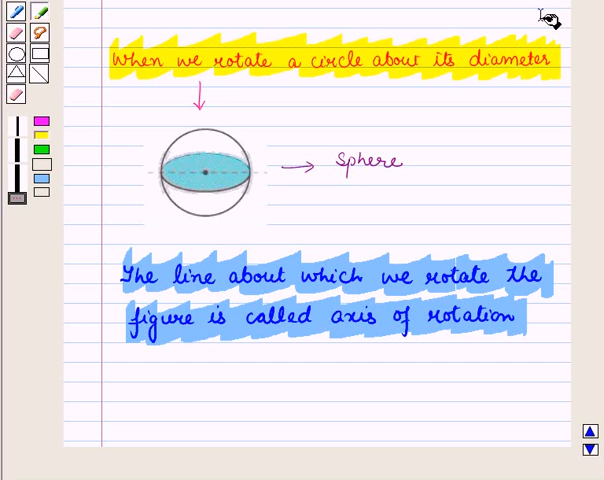 When we rotate a circle about its diameter
Sphere
The line about which we rotate the
figure is called axis of rotation